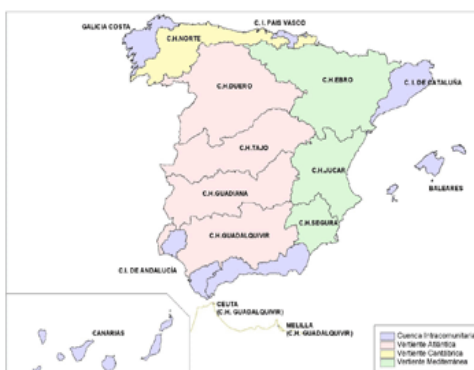 GALICIA COSTA
C. I. PAIS VASCO
C.H.NORTE
C.H.EBRO
C. I. DE CATALUÑA
C.H.DUERO
C.H.TAJO
C.H.JUCAR
BALEARES
C.H.GUADIANA
C.H.SEGURA
C.H.GUADALQUIVIR
C.I. DE ANDALUCÍA
CEUTA
(C.H. GUADALQUIVIR)
MELILLA
(C.H. GUADALQUIVIR)
CANARIAS
Cuenca Intracomunitaria
Vertiente Atlántica
Vertiente Cantábrica
Vertiente Mediterránea